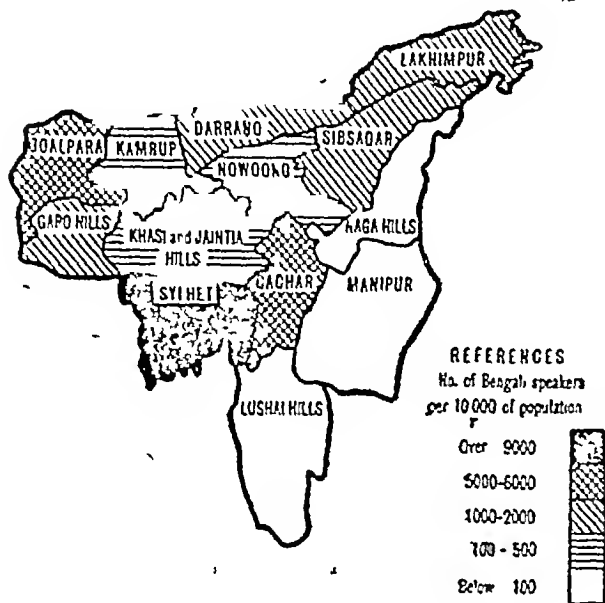 LAKHIMPUR
DARRANG
SIBSAGAR
GOALPARA
KAMRUP
NOWGONG
GARO HILLS
KHASI and JAINTIA
HILLS
NAGA HILLS
CACHAR
MANIPUR
SYLHET
LUSHAI HILLS
REFERENCES
No. of Bengali speakers
per 10 000 of population
Over 9000
5000-6000
1000-2000
100 - 500
Below 100